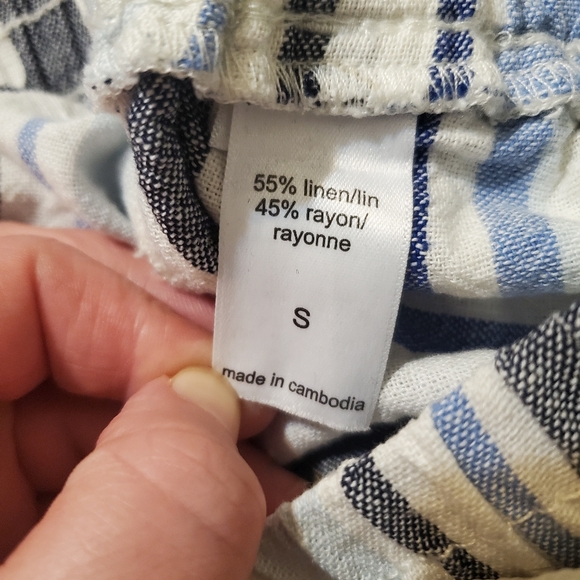 55% linen/lin
45% rayon/
rayonne
S
made in cambodia